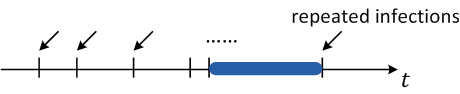 repeated infections
......
t